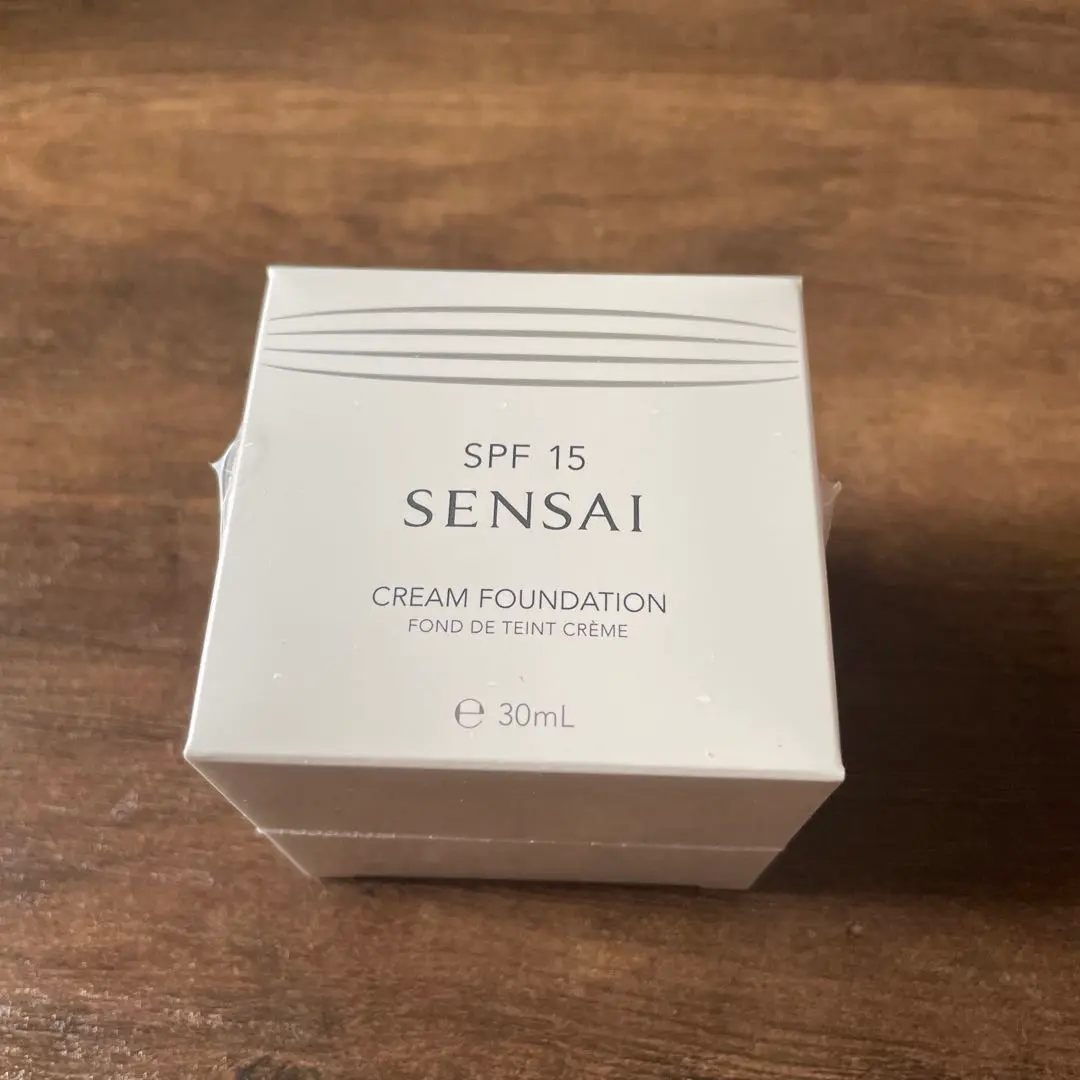 SPF 15
SENSAI
CREAM FOUNDATION
FOND DE TEINT CRÈME
℮ 30mL